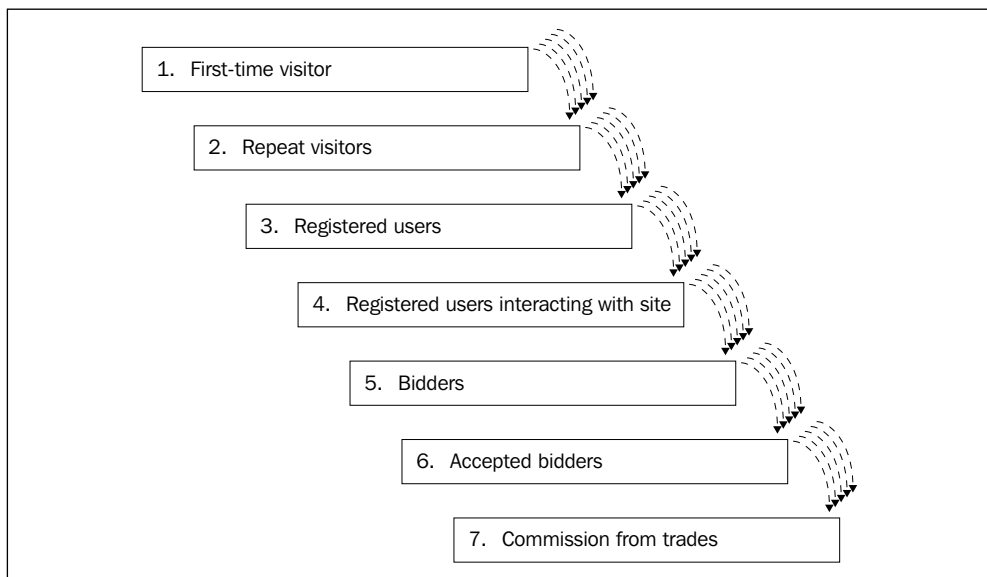 1. First-time visitor
2. Repeat visitors
3. Registered users
4. Registered users interacting with site
5. Bidders
6. Accepted bidders
7. Commission from trades